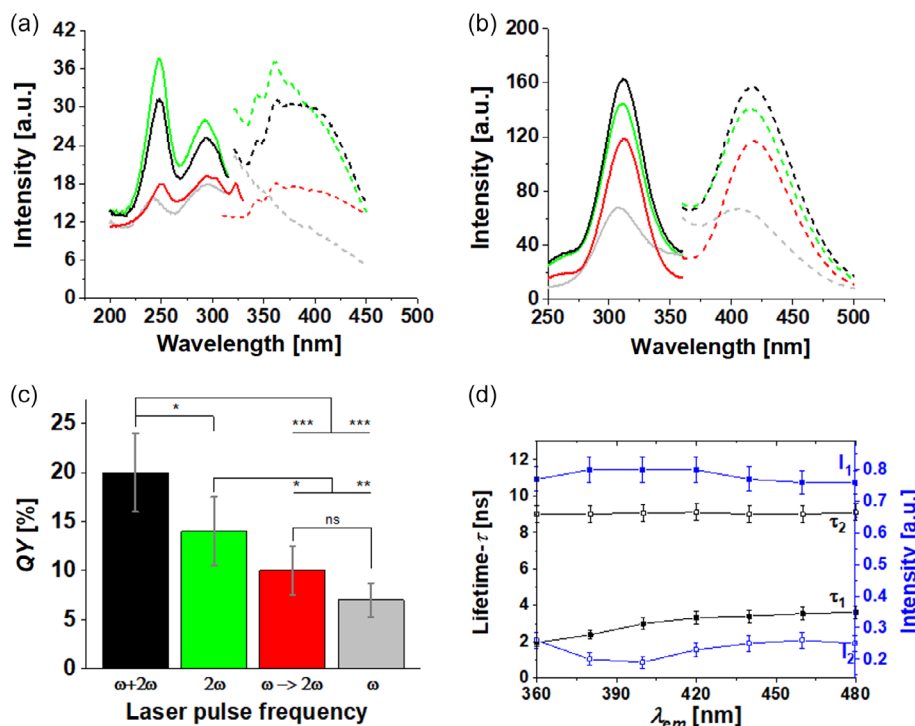 (a)
42
36
30
24
18
12
6
0
Intensity [a.u.]
200 250 300 350 400 450 500
Wavelength [nm]
(b)
200
160
120
80
40
0
Intensity [a.u.]
250 300 350 400 450 500
Wavelength [nm]
(c)
25
20
15
10
5
0
QY [%]
*
*** ***
* **
ns
ω+2ω 2ω ω –> 2ω ω
Laser pulse frequency
(d)
12
10
8
6
4
2
0
Lifetime-τ [ns]
I₁
τ₂
τ₁
I₂
0.8
0.7
0.6
0.5
0.4
0.3
0.2
Intensity [a.u.]
360 400 440 480
λem [nm]